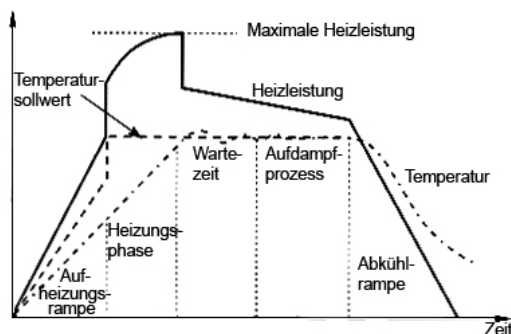 Maximale Heizleistung
Temperatur-
sollwert
Heizleistung
Warte-
zeit
Aufdampf-
prozess
Temperatur
Heizungs-
phase
Auf-
heizungs-
rampe
Abkühl-
rampe
Zeit